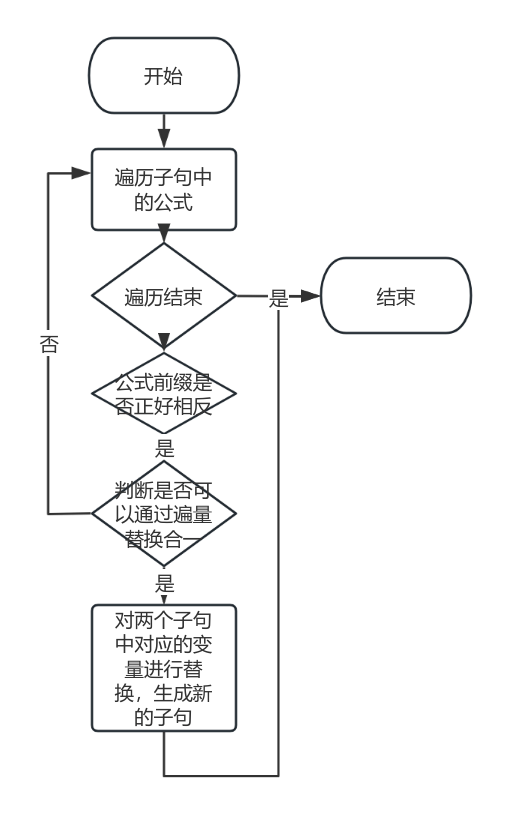 开始
遍历子句中
的公式
遍历结束
是
结束
否
公式前缀是
否正好相反
是
判断是否可
以通过遍量
替换合一
是
对两个子句
中对应的变
量进行替
换，生成新
的子句